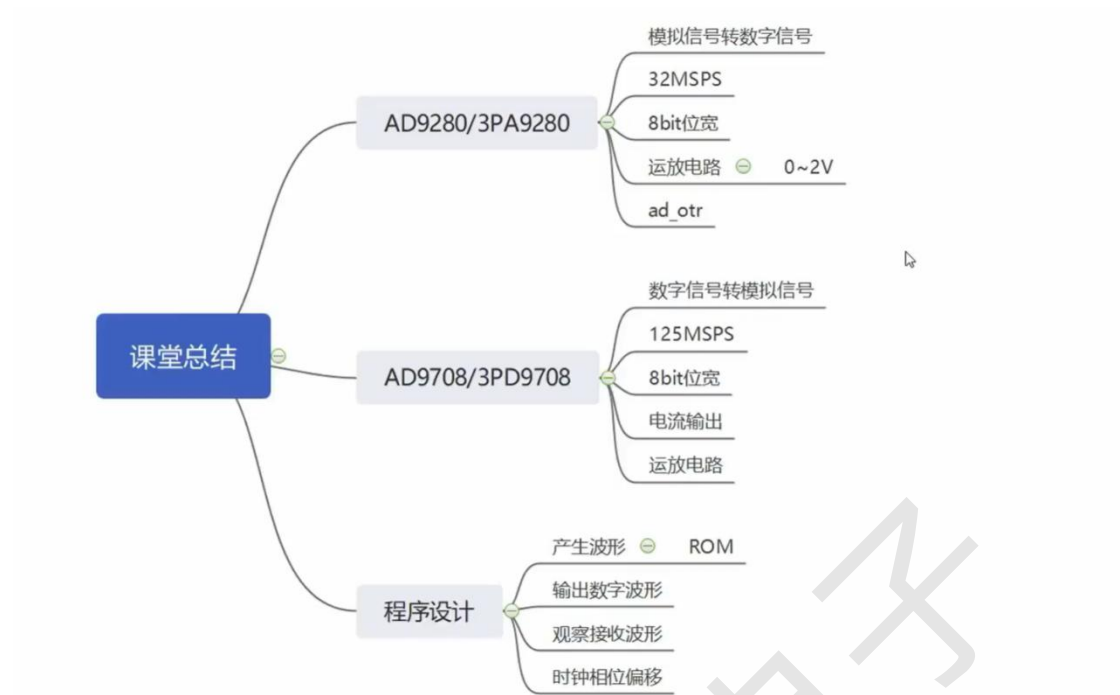 课堂总结
AD9280/3PA9280
模拟信号转数字信号
32MSPS
8bit位宽
运放电路 0~2V
ad_otr
AD9708/3PD9708
数字信号转模拟信号
125MSPS
8bit位宽
电流输出
运放电路
程序设计
产生波形 ROM
输出数字波形
观察接收波形
时钟相位偏移
子